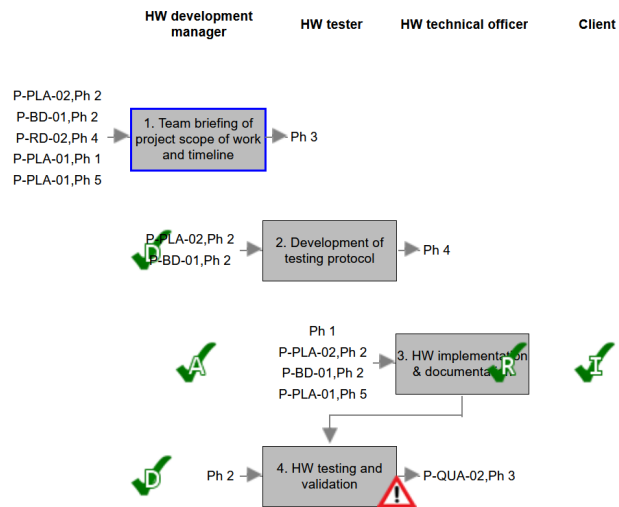 HW development
manager
HW tester
HW technical officer
Client
P-PLA-02,Ph 2
P-BD-01,Ph 2
P-RD-02,Ph 4
P-PLA-01,Ph 1
P-PLA-01,Ph 5
1. Team briefing of
project scope of work
and timeline
Ph 3
D
P-PLA-02,Ph 2
P-BD-01,Ph 2
2. Development of
testing protocol
Ph 4
A
Ph 1
P-PLA-02,Ph 2
P-BD-01,Ph 2
P-PLA-01,Ph 5
3. HW implementation
& documentation
R
I
D
Ph 2
4. HW testing and
validation
!
P-QUA-02,Ph 3